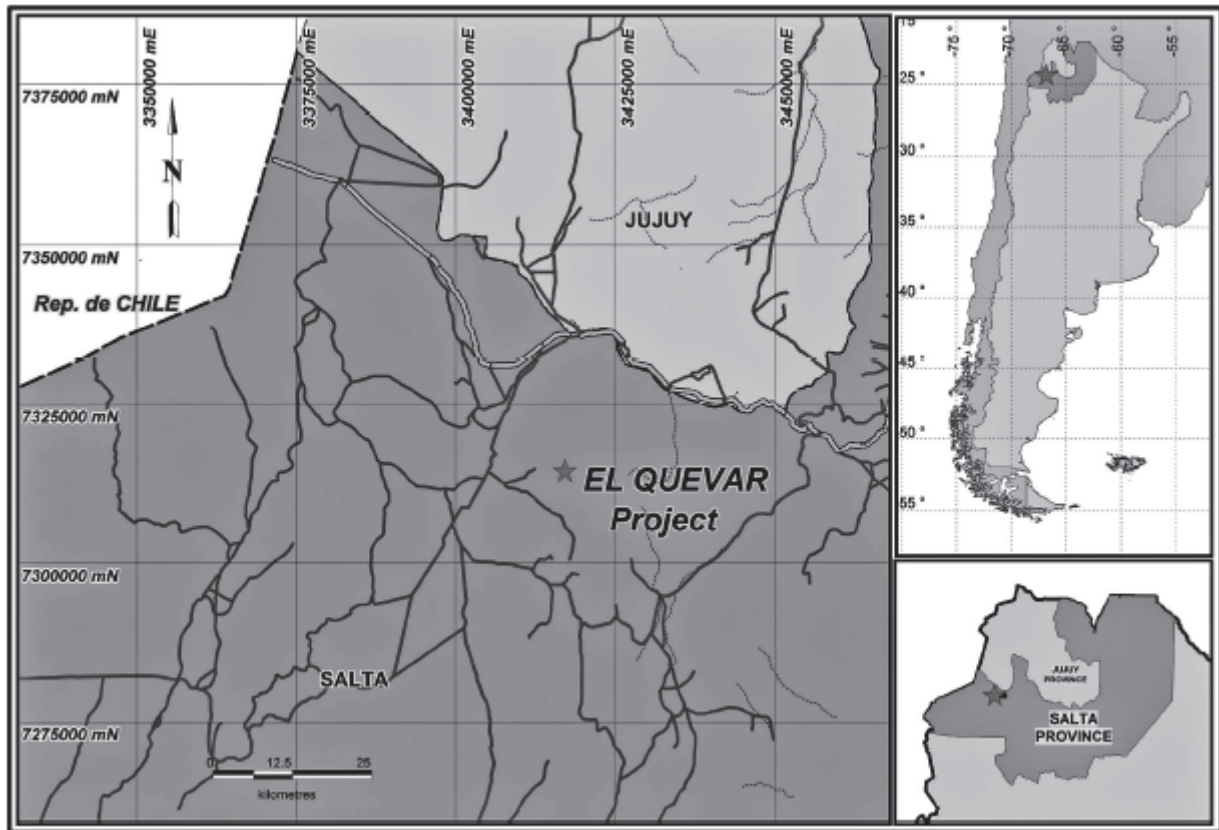 3350000 mE
3375000 mE
3400000 mE
3425000 mE
3450000 mE
7375000 mN
N
JUJUY
7350000 mN
Rep. de CHILE
7325000 mN
EL QUEVAR
Project
7300000 mN
SALTA
7275000 mN
0 12.5 25
kilometres
-75°
-70°
-65°
-60°
-55°
25°
30°
35°
40°
45°
50°
55°
JUJUY
PROVINCE
SALTA
PROVINCE